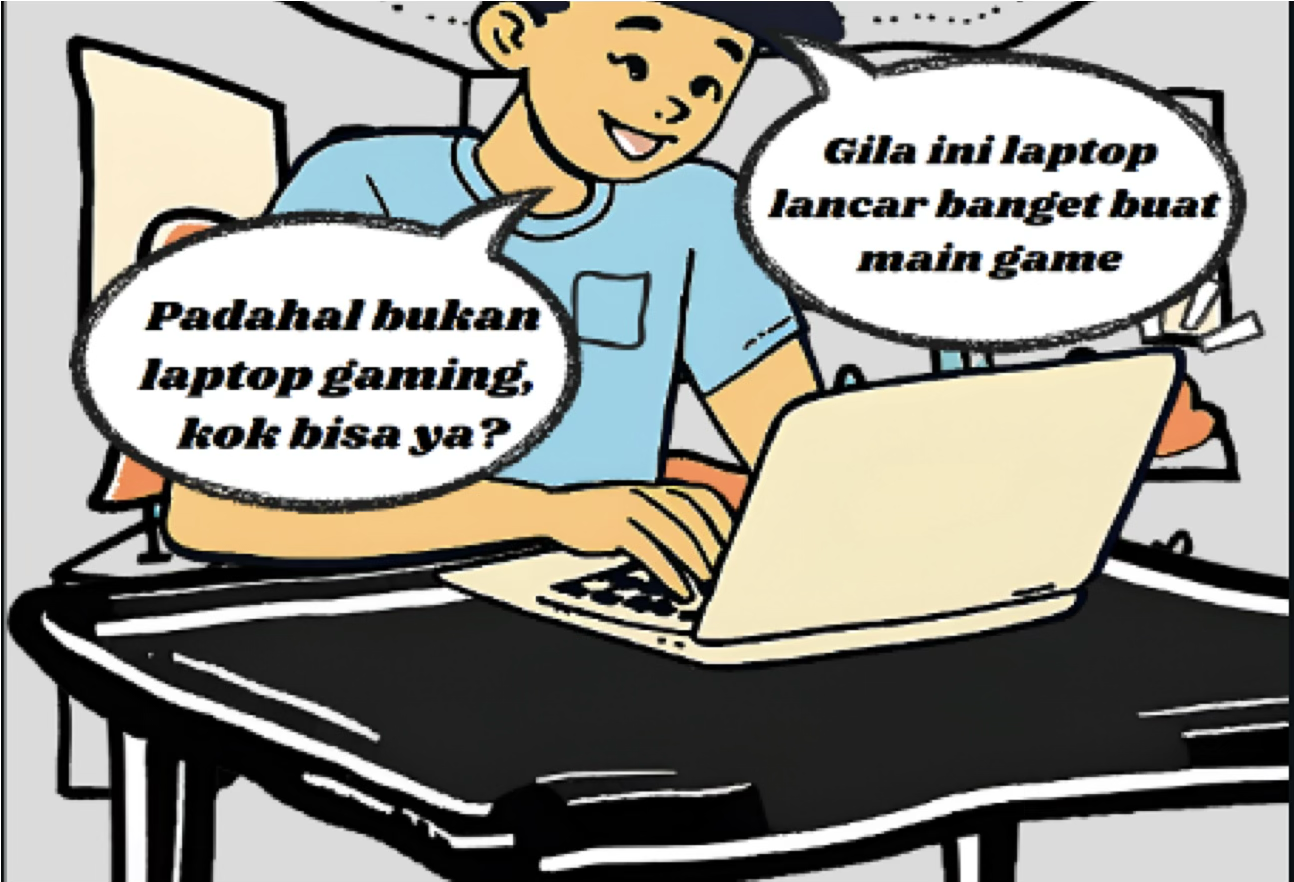 Gila ini laptop
lancar banget buat
main game
Padahal bukan
laptop gaming,
kok bisa ya?